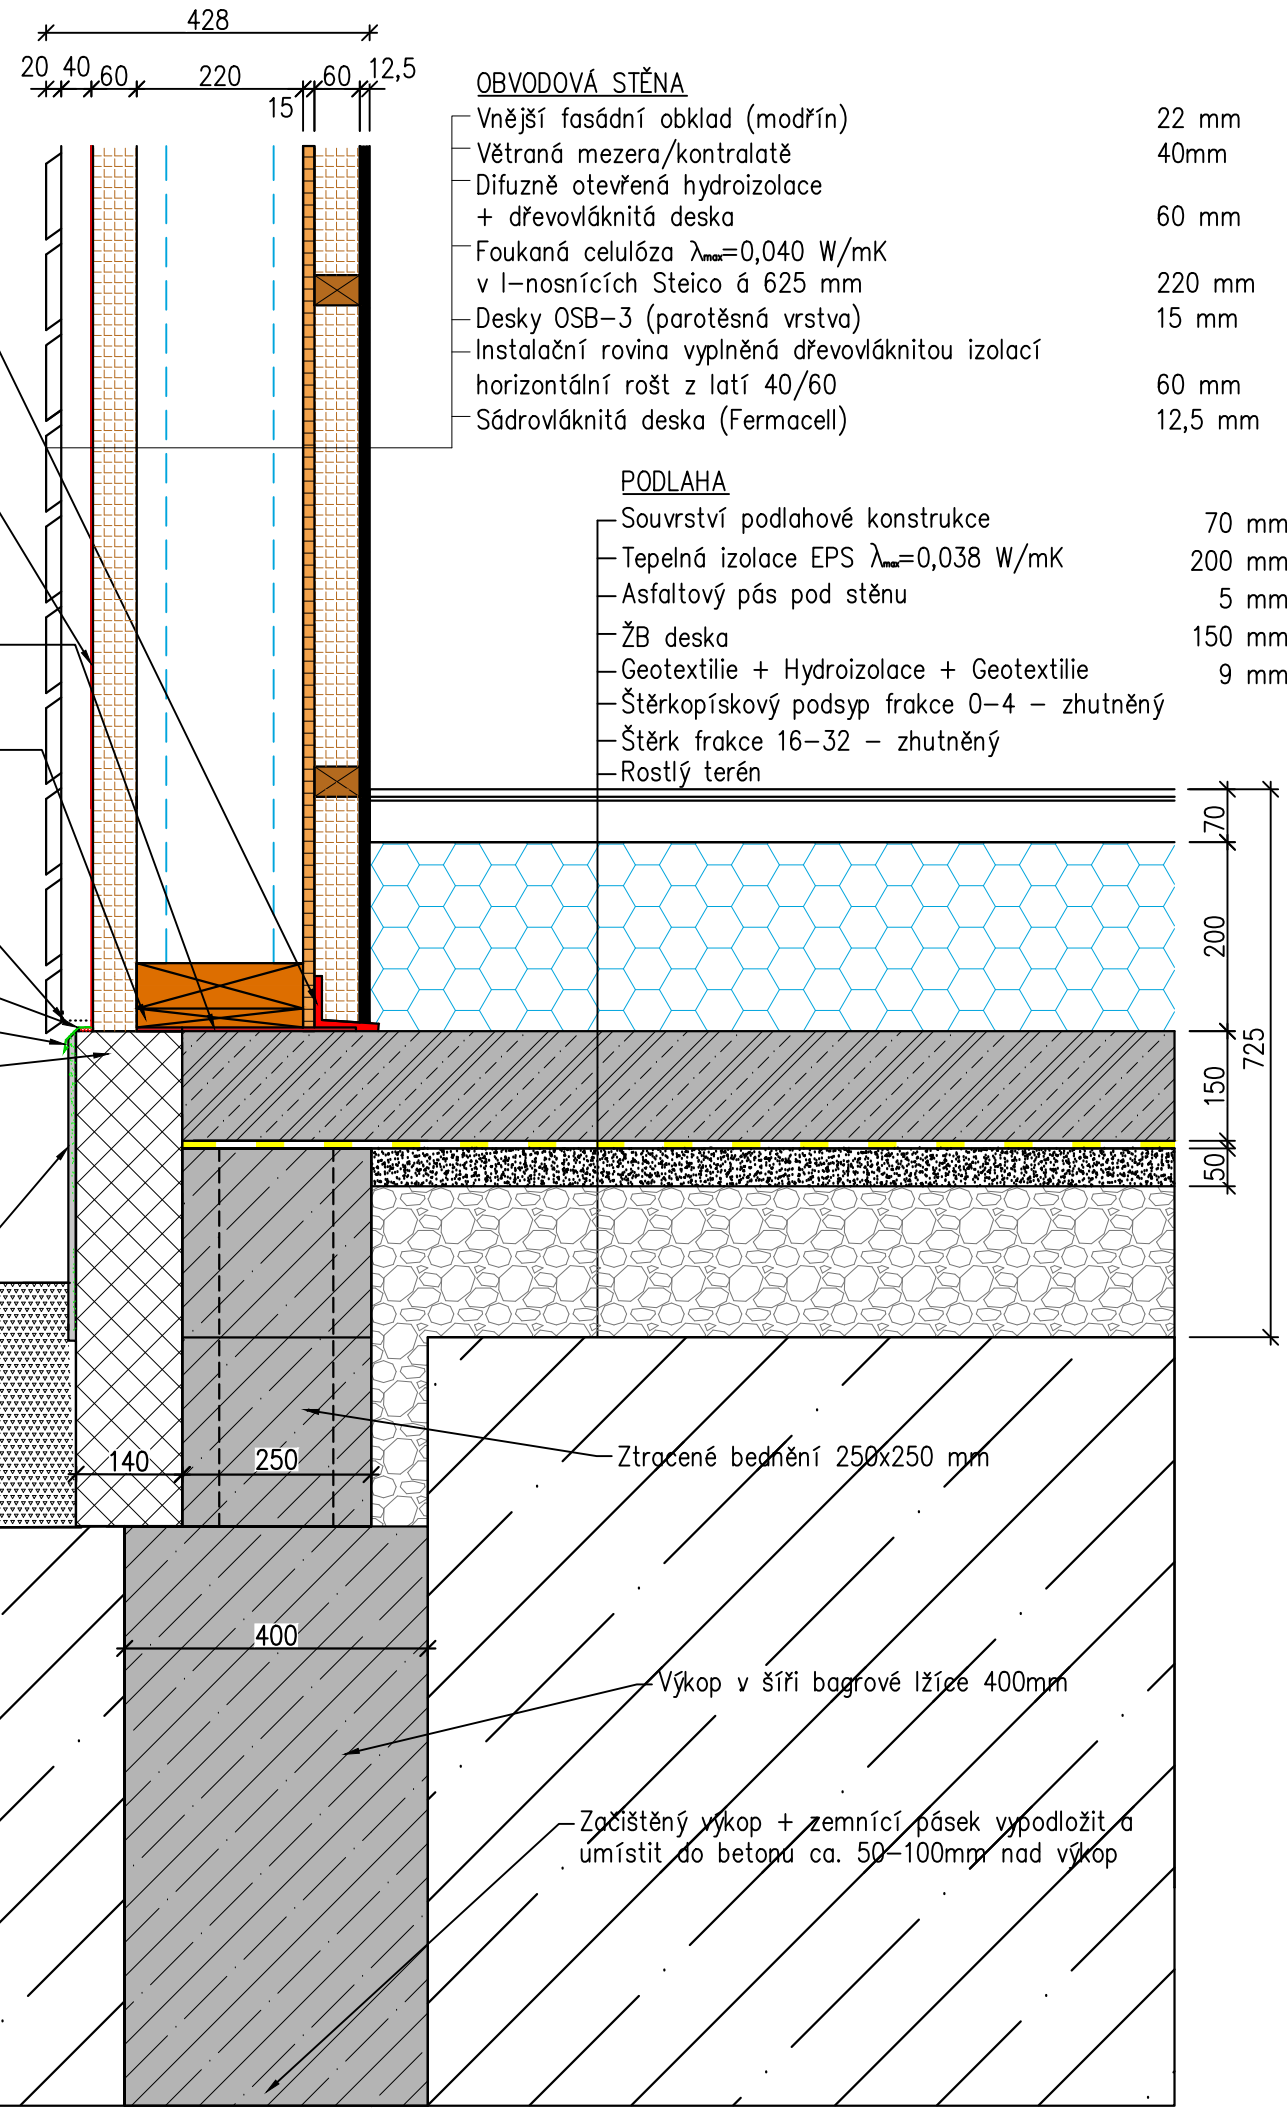 428
20 40 60 220 15 60 12,5
OBVODOVÁ STĚNA
Vnější fasádní obklad (modřín) 22 mm
Větraná mezera/kontralatě 40mm
Difuzně otevřená hydroizolace
+ dřevovláknitá deska 60 mm
Foukaná celulóza λmax=0,040 W/mK
v I-nosnících Steico á 625 mm 220 mm
Desky OSB-3 (parotěsná vrstva) 15 mm
Instalační rovina vyplněná dřevovláknitou izolací
horizontální rošt z latí 40/60 60 mm
Sádrovláknitá deska (Fermacell) 12,5 mm
PODLAHA
Souvrství podlahové konstrukce 70 mm
Tepelná izolace EPS λmax=0,038 W/mK 200 mm
Asfaltový pás pod stěnu 5 mm
ŽB deska 150 mm
Geotextilie + Hydroizolace + Geotextilie 9 mm
Štěrkopískový podsyp frakce 0-4 - zhutněný
Štěrk frakce 16-32 - zhutněný
Rostlý terén
70
200
725
150
50
Ztracené bednění 250x250 mm
140 250
400
Výkop v šíři bagrové lžíce 400mm
Začištěný výkop + zemnící pásek vypodložit a
umístit do betonu ca. 50-100mm nad výkop